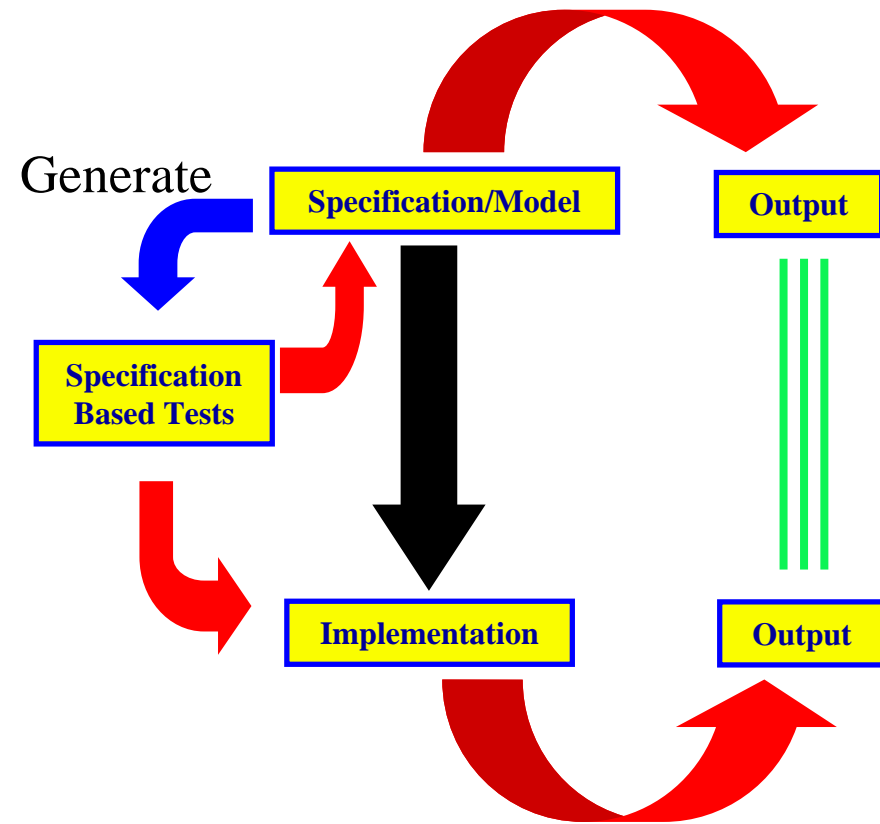 Generate
Specification/Model
Output
Specification
Based Tests
Implementation
Output